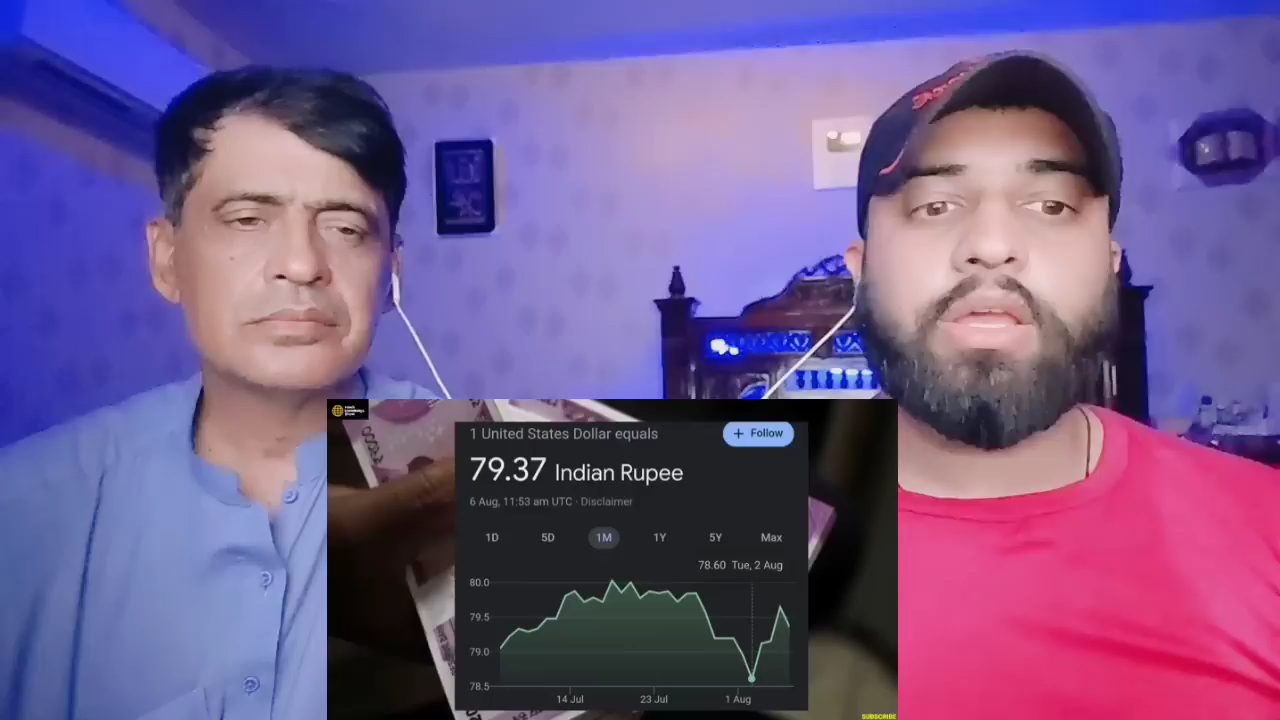 1 United States Dollar equals
+ Follow
79.37 Indian Rupee
6 Aug, 11:53 am UTC · Disclaimer
1D 5D 1M 1Y 5Y Max
78.60 Tue, 2 Aug
80.0
79.5
79.0
78.5
14 Jul 23 Jul 1 Aug
SUBSCRIBE